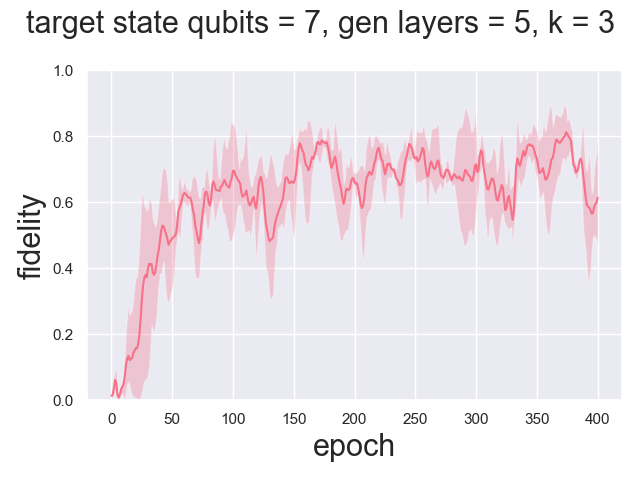 target state qubits = 7, gen layers = 5, k = 3
1.0
0.8
0.6
0.4
0.2
0.0
fidelity
0 50 100 150 200 250 300 350 400
epoch